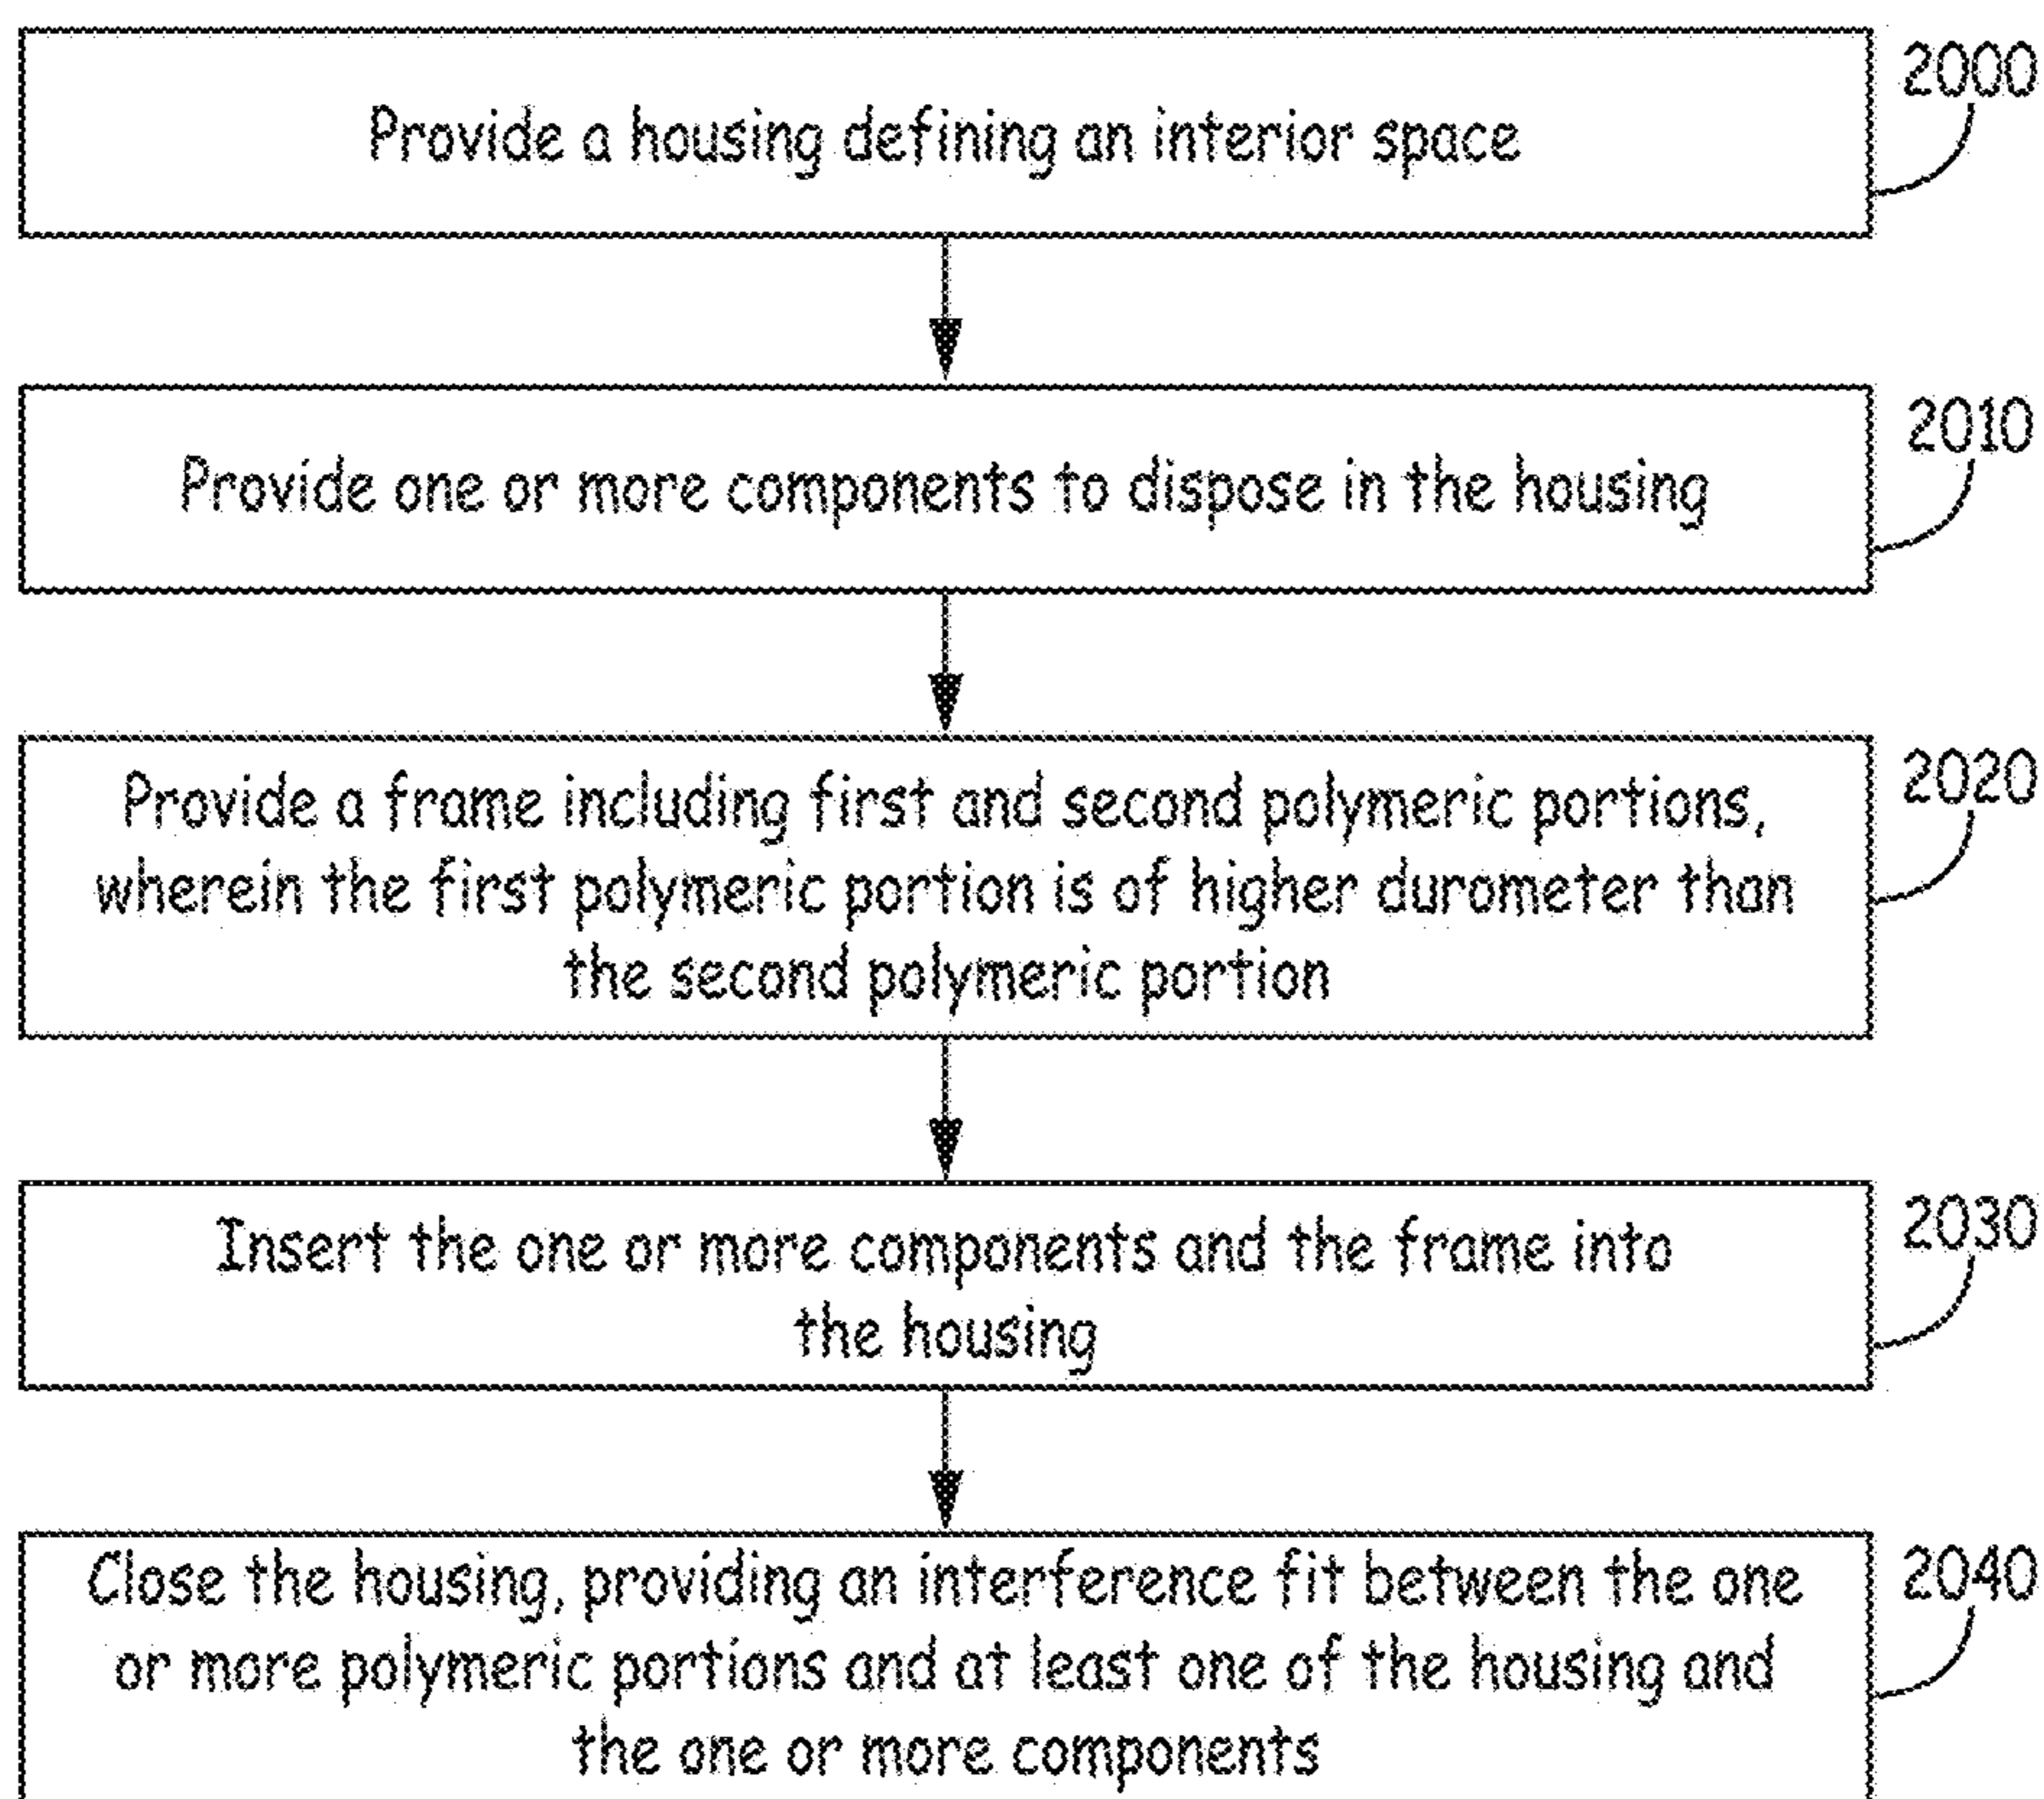 Provide a housing defining an interior space
2000
Provide one or more components to dispose in the housing
2010
Provide a frame including first and second polymeric portions,
wherein the first polymeric portion is of higher durometer than
the second polymeric portion
2020
Insert the one or more components and the frame into
the housing
2030
Close the housing, providing an interference fit between the one
or more polymeric portions and at least one of the housing and
the one or more components
2040